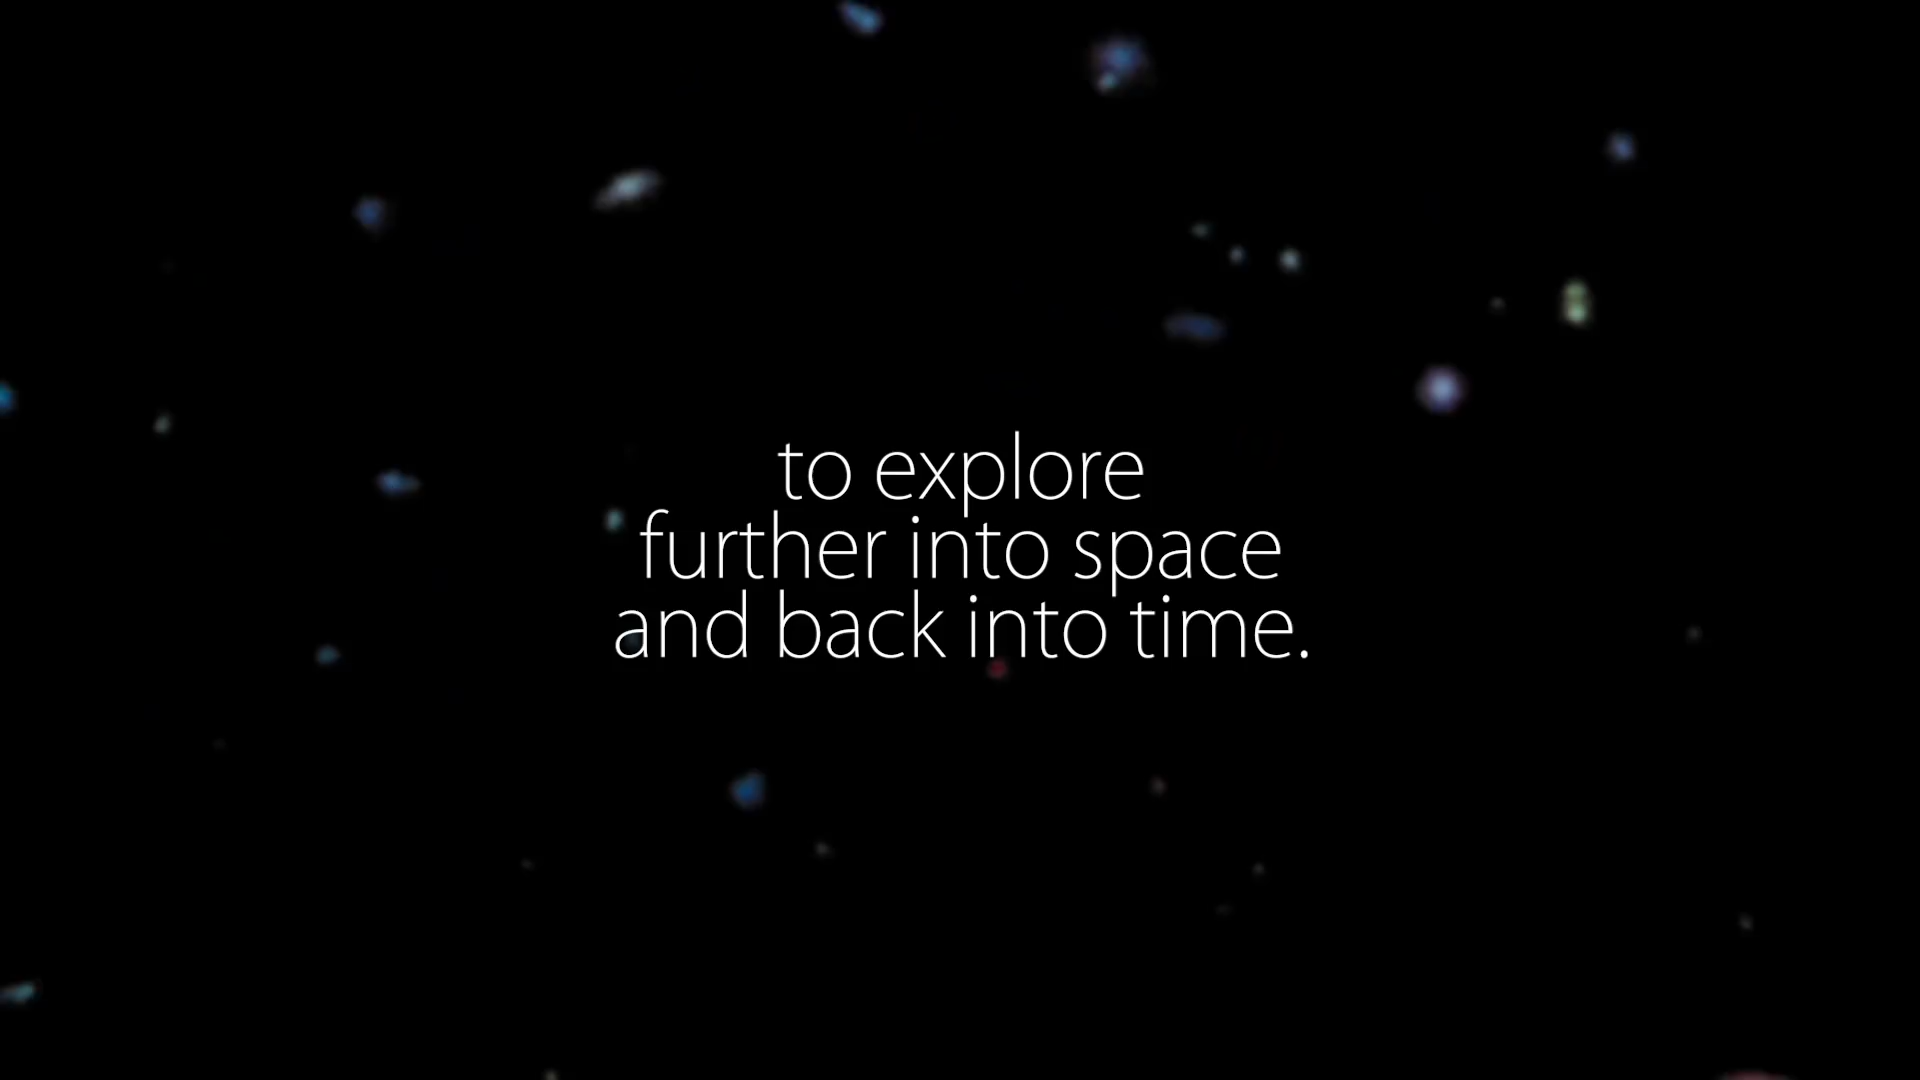 to explore
further into space
and back into time.